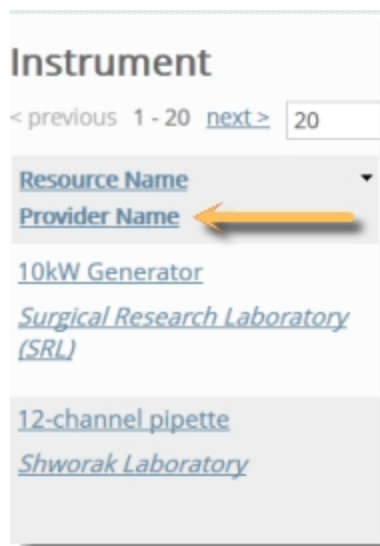 Instrument
< previous 1 - 20 next > 20
Resource Name
Provider Name
10kW Generator
Surgical Research Laboratory
(SRL)
12-channel pipette
Shworak Laboratory